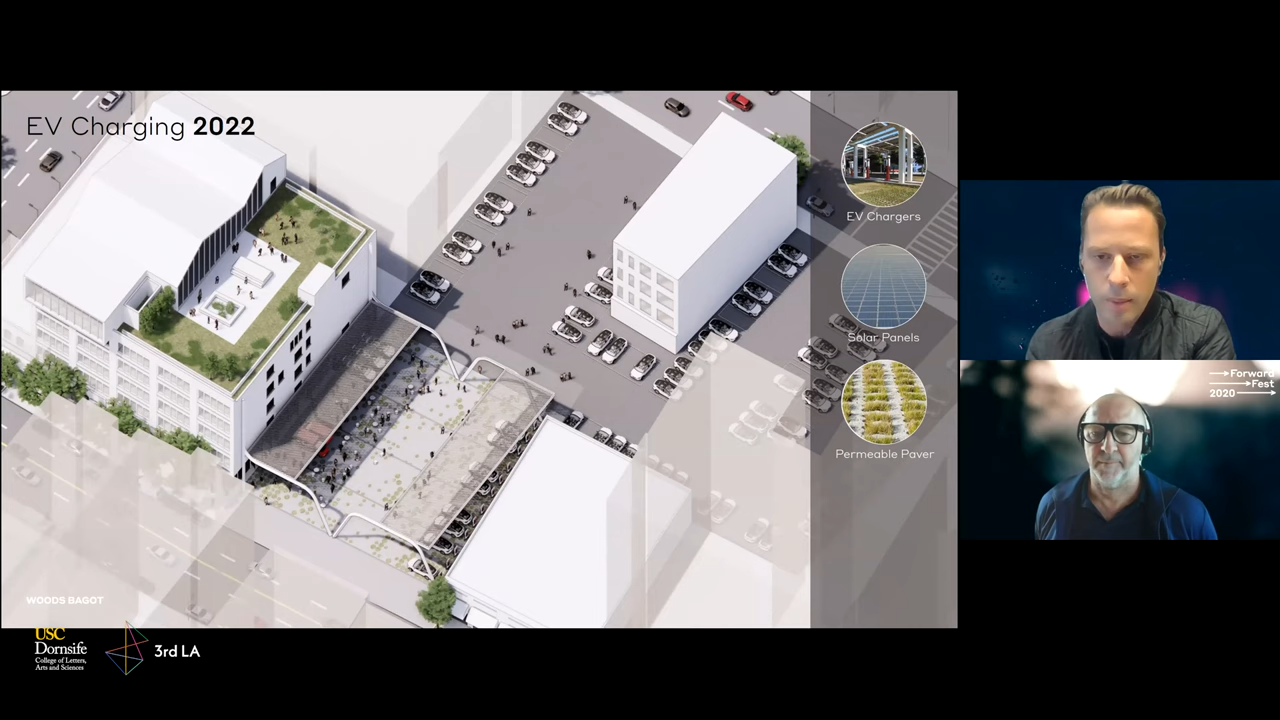 EV Charging 2022
EV Chargers
Solar Panels
Permeable Paver
WOODS BAGOT
USC
Dornsife
College of Letters,
Arts and Sciences
3rd LA
Forward
Fest
2020